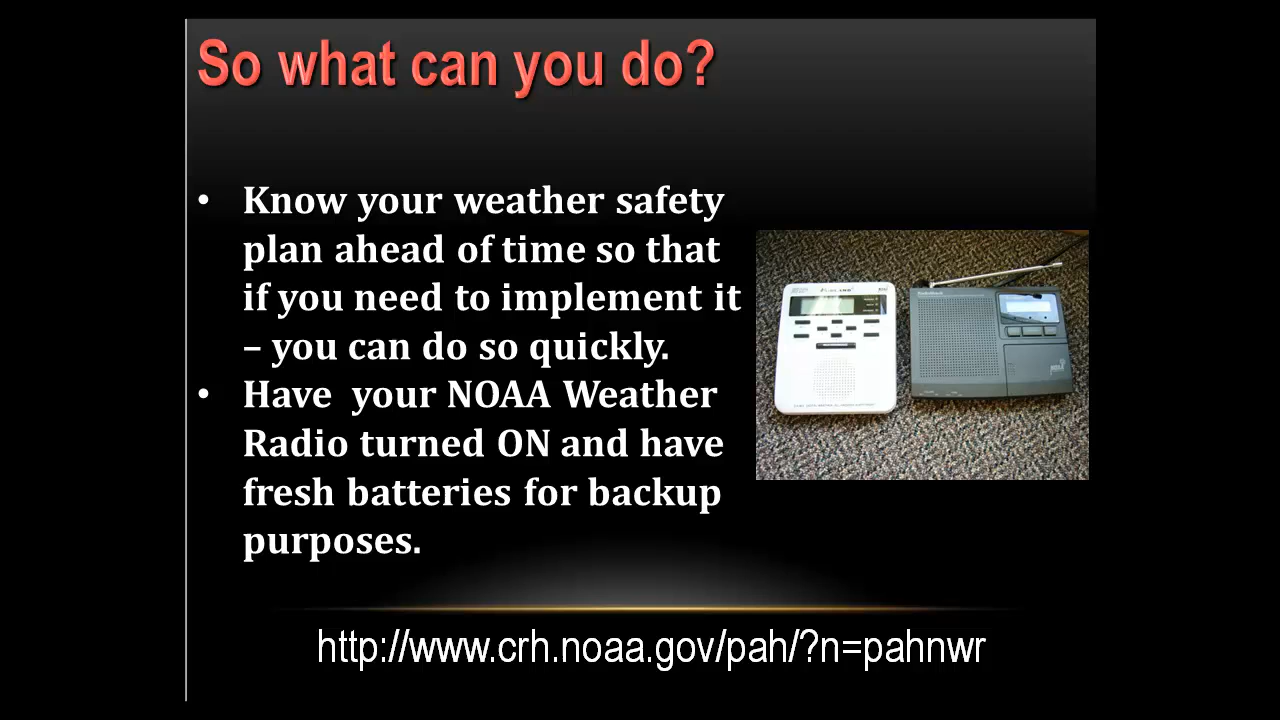 So what can you do?
• Know your weather safety
plan ahead of time so that
if you need to implement it
– you can do so quickly.
• Have your NOAA Weather
Radio turned ON and have
fresh batteries for backup
purposes.
http://www.crh.noaa.gov/pah/?n=pahnwr